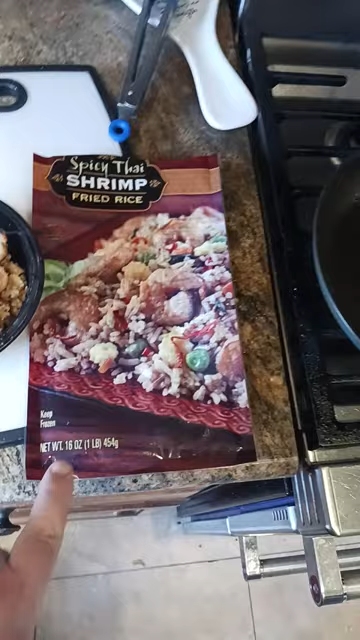 Spicy Thai
SHRIMP
FRIED RICE
Keep
Frozen
NET WT. 16 OZ (1 LB) 454g